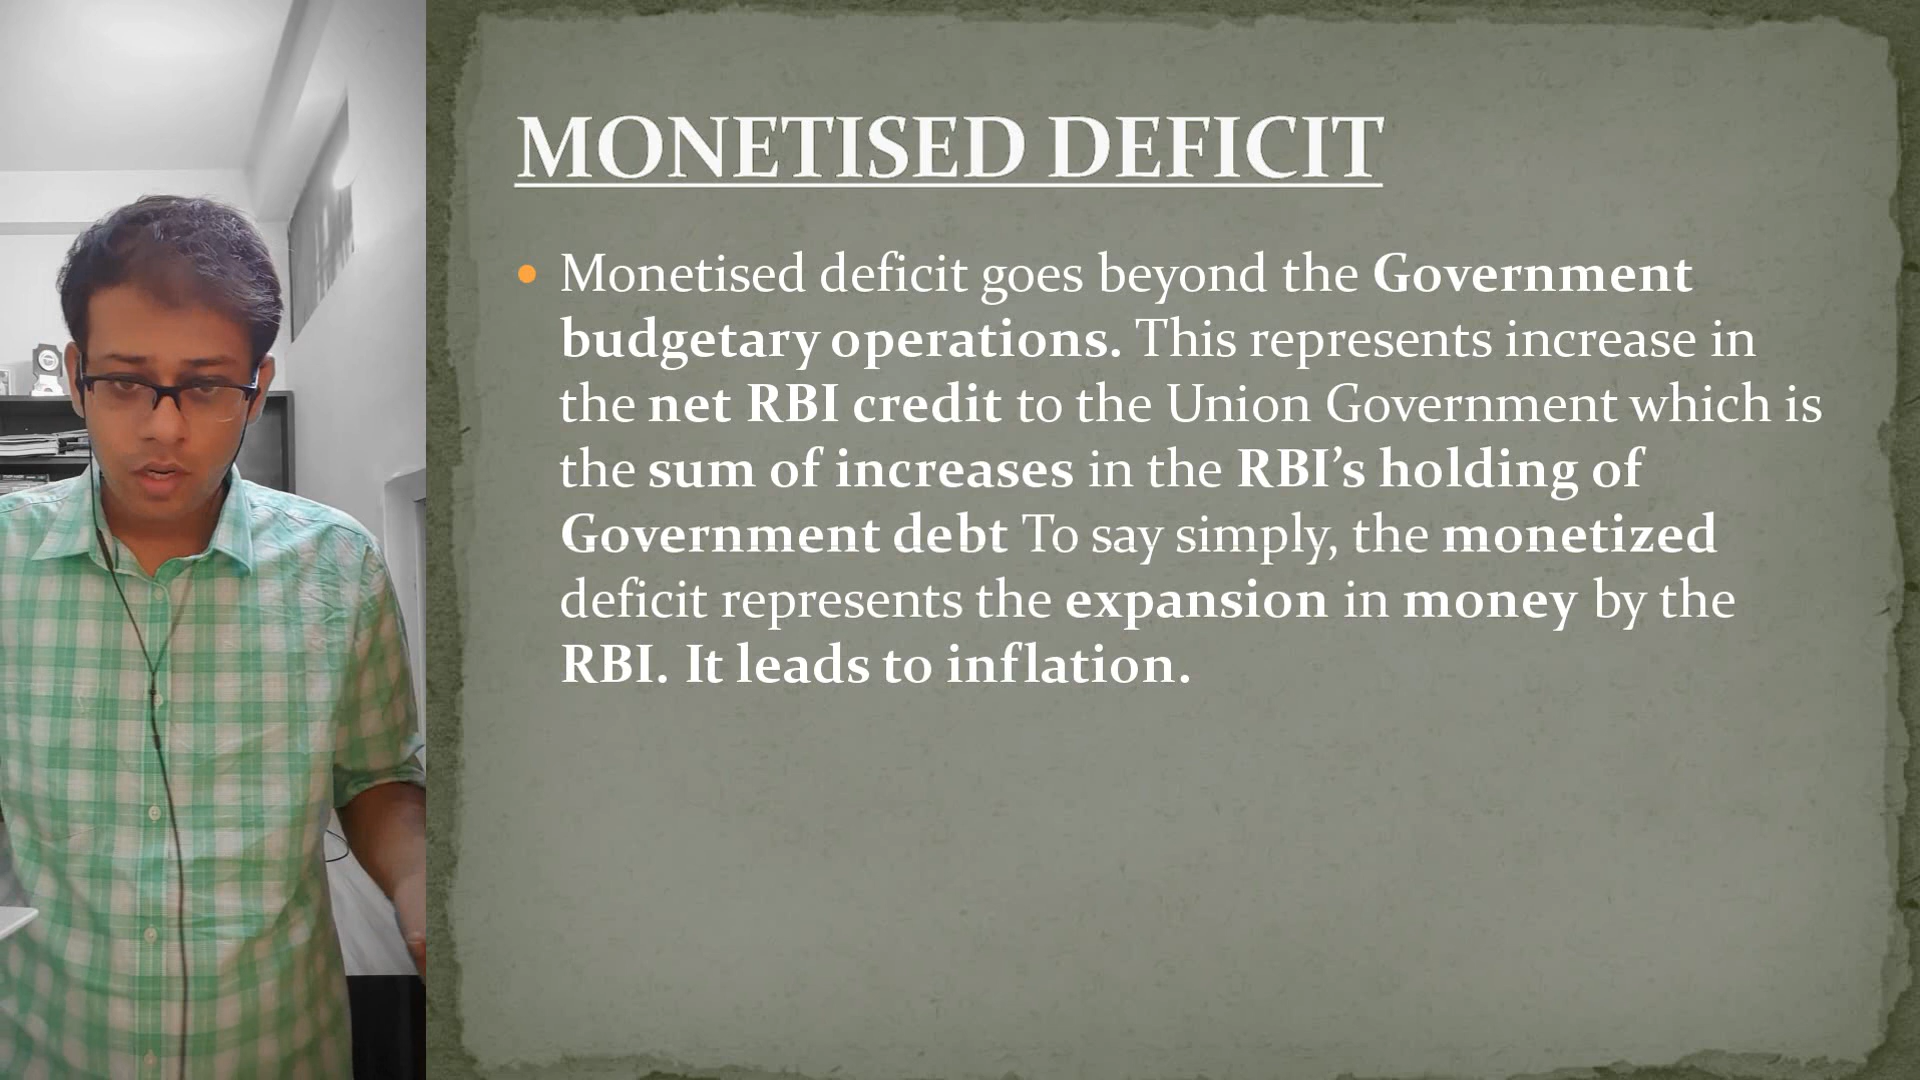 MONETISED DEFICIT
• Monetised deficit goes beyond the Government
budgetary operations. This represents increase in
the net RBI credit to the Union Government which is
the sum of increases in the RBI’s holding of
Government debt To say simply, the monetized
deficit represents the expansion in money by the
RBI. It leads to inflation.